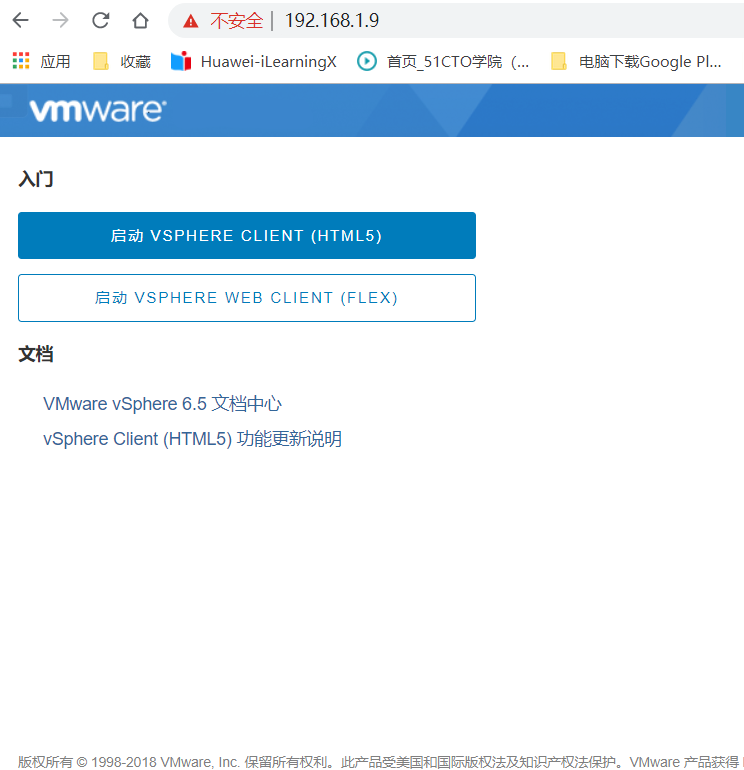 不安全 | 192.168.1.9
应用 收藏 Huawei-iLearningX 首页_51CTO学院（... 电脑下载Google Pl...
vmware®
入门
启动 VSPHERE CLIENT (HTML5)
启动 VSPHERE WEB CLIENT (FLEX)
文档
VMware vSphere 6.5 文档中心
vSphere Client (HTML5) 功能更新说明
版权所有 © 1998-2018 VMware, Inc. 保留所有权利。此产品受美国和国际版权法及知识产权法保护。VMware 产品获得